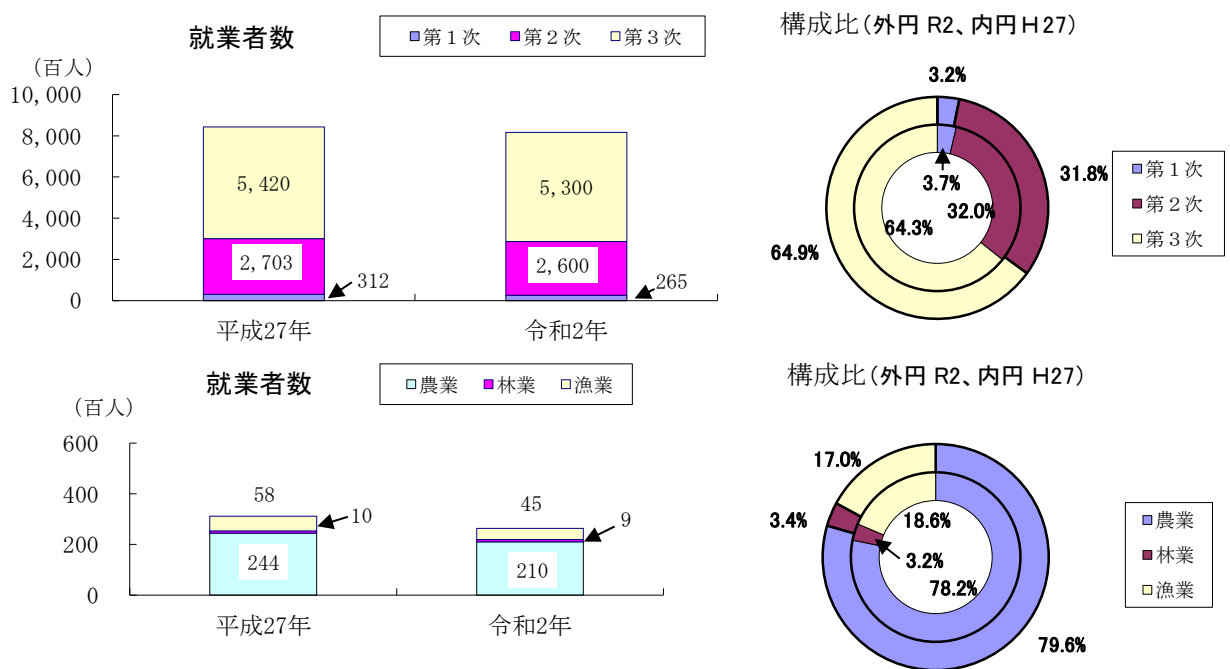 就業者数
■第1次 ■第2次 □第3次
(百人)
10,000
8,000
6,000
4,000
2,000
0
5,420
2,703
312
5,300
2,600
265
平成27年
令和2年
構成比(外円 R2、内円H27)
3.2%
31.8%
64.9%
3.7%
32.0%
64.3%
第1次
第2次
第3次
就業者数
□農業 ■林業 □漁業
(百人)
600
400
200
0
58
10
244
45
9
210
平成27年
令和2年
構成比(外円 R2、内円 H27)
17.0%
3.4%
79.6%
18.6%
3.2%
78.2%
農業
林業
漁業